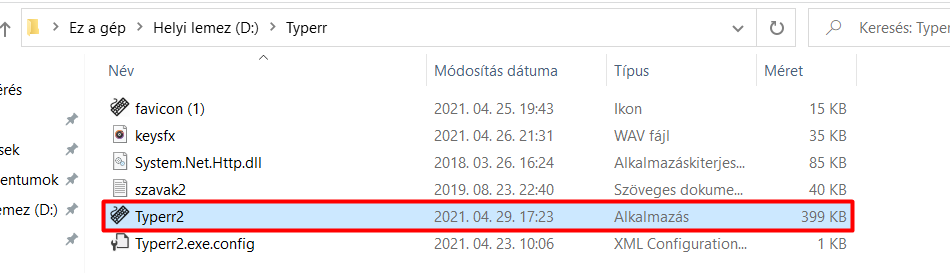 Ez a gép > Helyi lemez (D:) > Typerr
Keresés: Typer
Név Módosítás dátuma Típus Méret
favicon (1) 2021. 04. 25. 19:43 Ikon 15 KB
keysfx 2021. 04. 26. 21:31 WAV fájl 35 KB
System.Net.Http.dll 2018. 03. 26. 16:24 Alkalmazáskiterjes... 85 KB
szavak2 2019. 08. 23. 22:40 Szöveges dokume... 40 KB
Typerr2 2021. 04. 29. 17:23 Alkalmazás 399 KB
Typerr2.exe.config 2021. 04. 23. 10:06 XML Configuration... 1 KB
érés
sek
entumok
emez (D:)